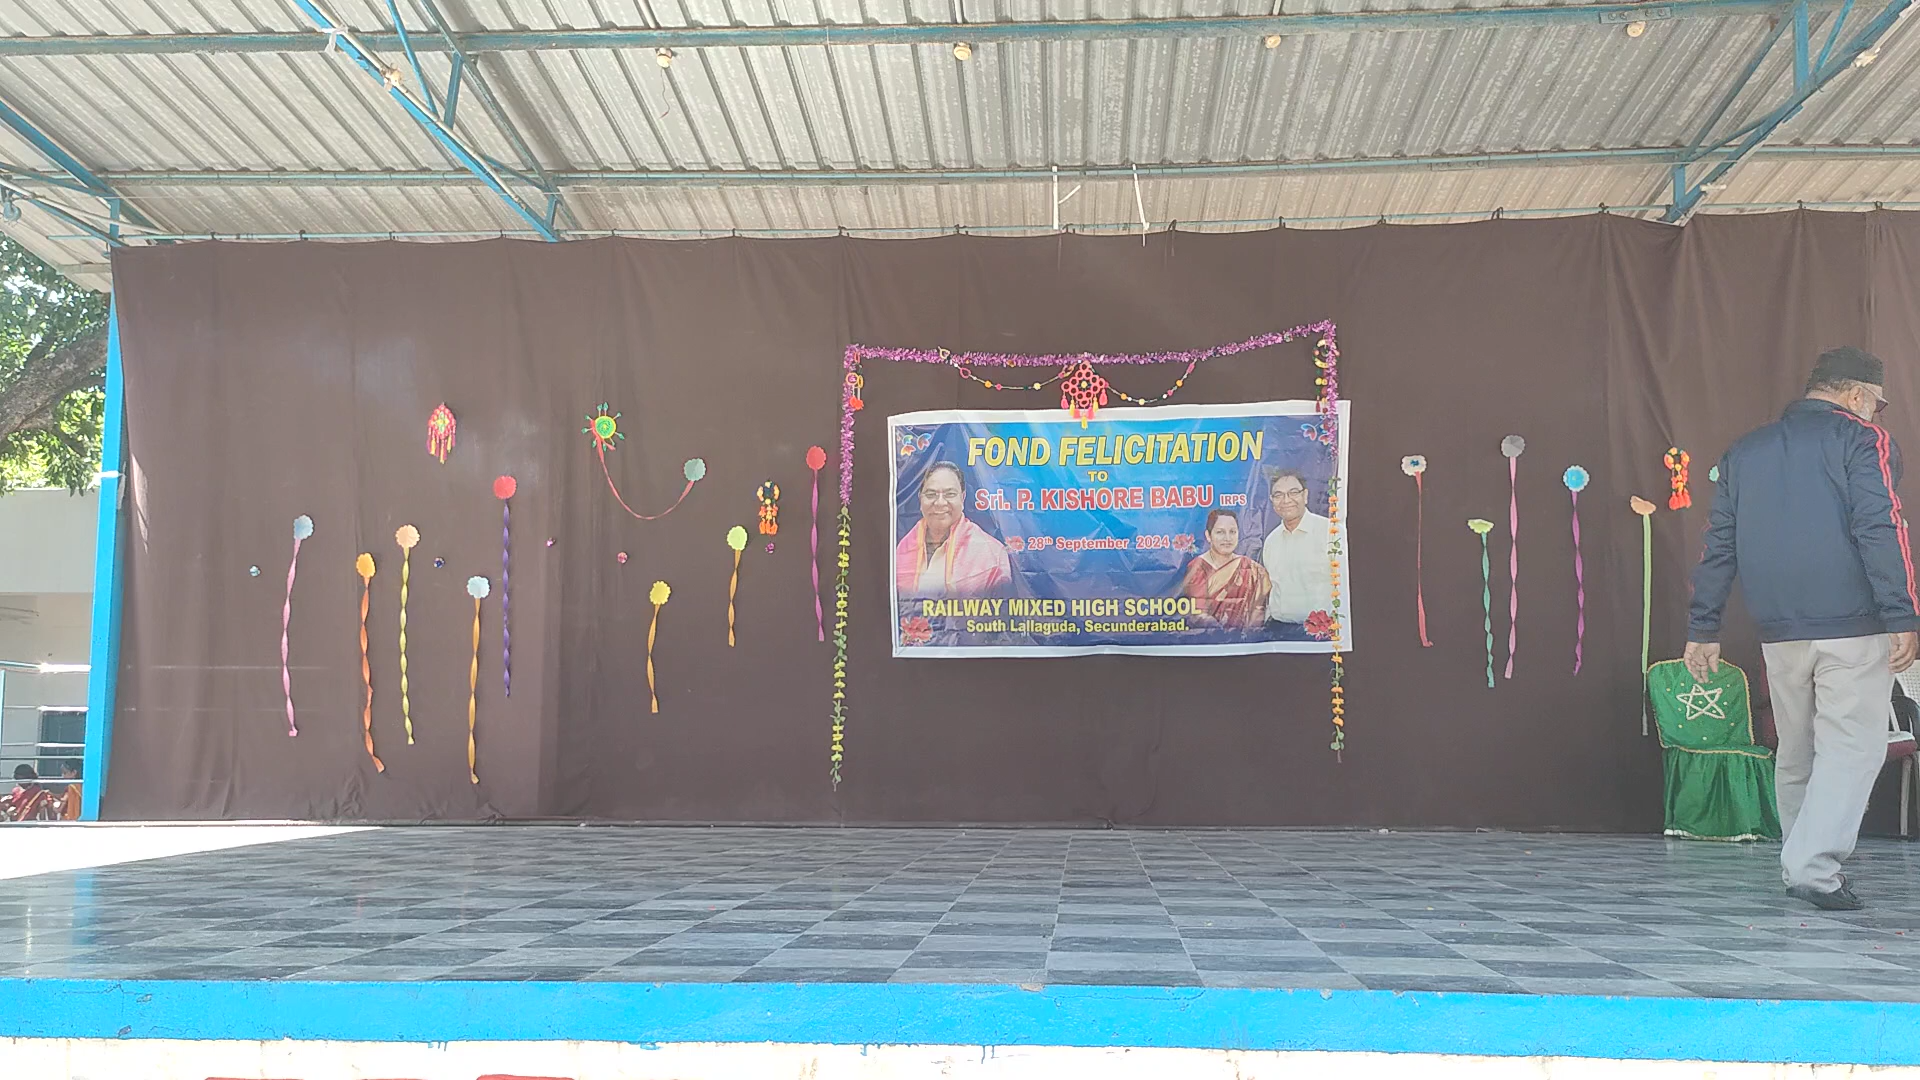 FOND FELICITATION
TO
Sri. P. KISHORE BABU IRPS
28th September 2024
RAILWAY MIXED HIGH SCHOOL
South Lallaguda, Secunderabad.